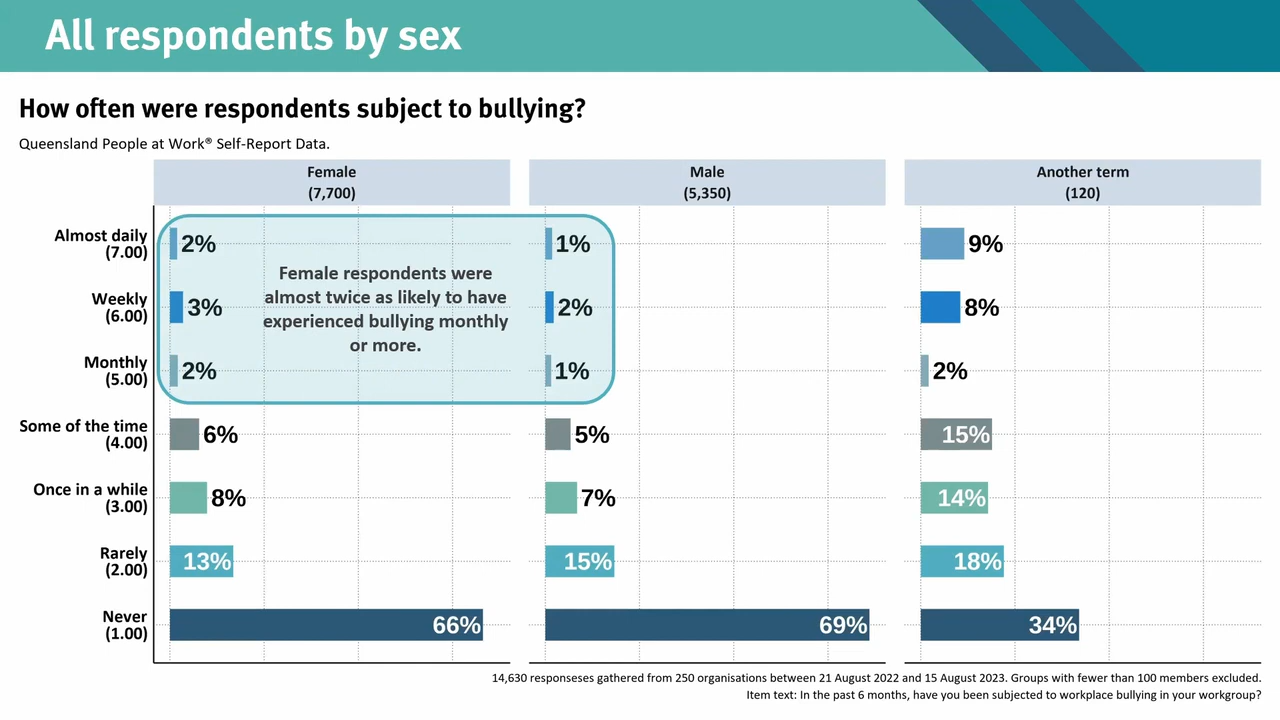 All respondents by sex
How often were respondents subject to bullying?
Queensland People at Work® Self-Report Data.
Female
(7,700)
Male
(5,350)
Another term
(120)
Almost daily
(7.00)
2%
1%
9%
Weekly
(6.00)
3%
2%
8%
Monthly
(5.00)
2%
1%
2%
Female respondents were
almost twice as likely to have
experienced bullying monthly
or more.
Some of the time
(4.00)
6%
5%
15%
Once in a while
(3.00)
8%
7%
14%
Rarely
(2.00)
13%
15%
18%
Never
(1.00)
66%
69%
34%
14,630 responseses gathered from 250 organisations between 21 August 2022 and 15 August 2023. Groups with fewer than 100 members excluded.
Item text: In the past 6 months, have you been subjected to workplace bullying in your workgroup?